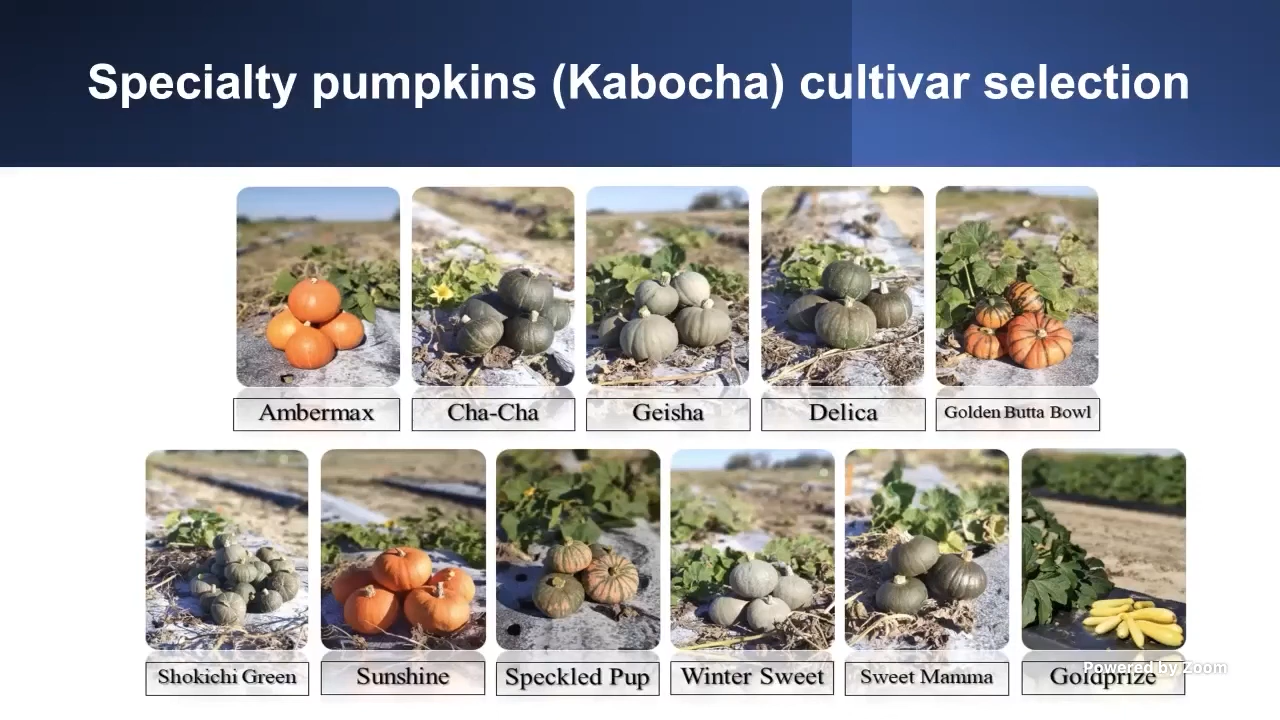 Specialty pumpkins (Kabocha) cultivar selection
Ambermax
Cha-Cha
Geisha
Delica
Golden Butta Bowl
Shokichi Green
Sunshine
Speckled Pup
Winter Sweet
Sweet Mamma
Goldprize
Powered by Zoom